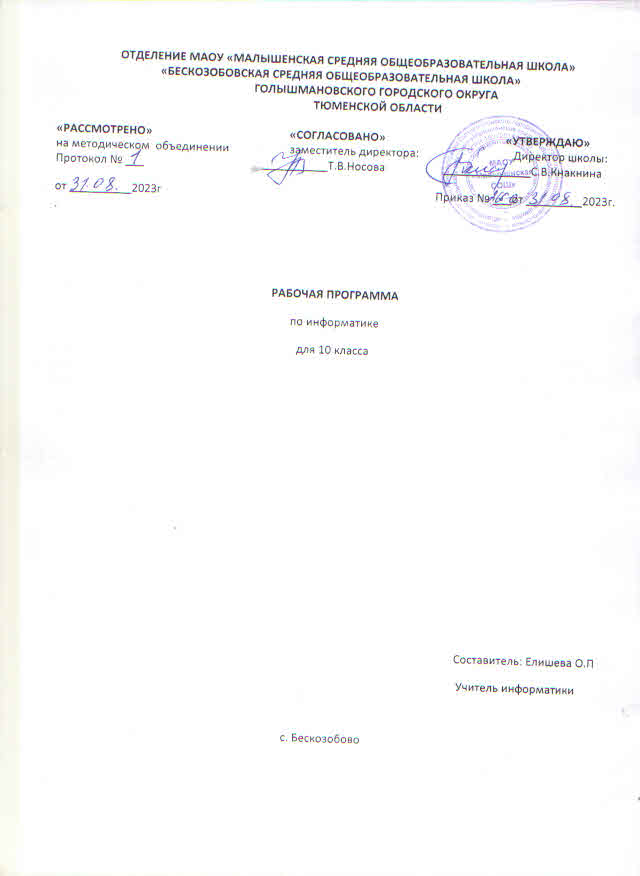 ОТДЕЛЕНИЕ МАОУ «МАЛЫШЕНСКАЯ СРЕДНЯЯ ОБЩЕОБРАЗОВАТЕЛЬНАЯ ШКОЛА»
«БЕСКОЗОБОВСКАЯ СРЕДНЯЯ ОБЩЕОБРАЗОВАТЕЛЬНАЯ ШКОЛА»
ГОЛЫШМАНОВСКОГО ГОРОДСКОГО ОКРУГА
ТЮМЕНСКОЙ ОБЛАСТИ
«РАССМОТРЕНО»
на методическом объединении
Протокол № 1
от 31.08. 2023г
«СОГЛАСОВАНО»
заместитель директора:
Т.В.Носова
«УТВЕРЖДАЮ»
Директор школы:
С.В.Кнакнина
Приказ № от 31.08. 2023г.
МАОУ
СОШ»
РАБОЧАЯ ПРОГРАММА
по информатике
для 10 класса
Составитель: Елишева О.П
Учитель информатики
с. Бескозобово